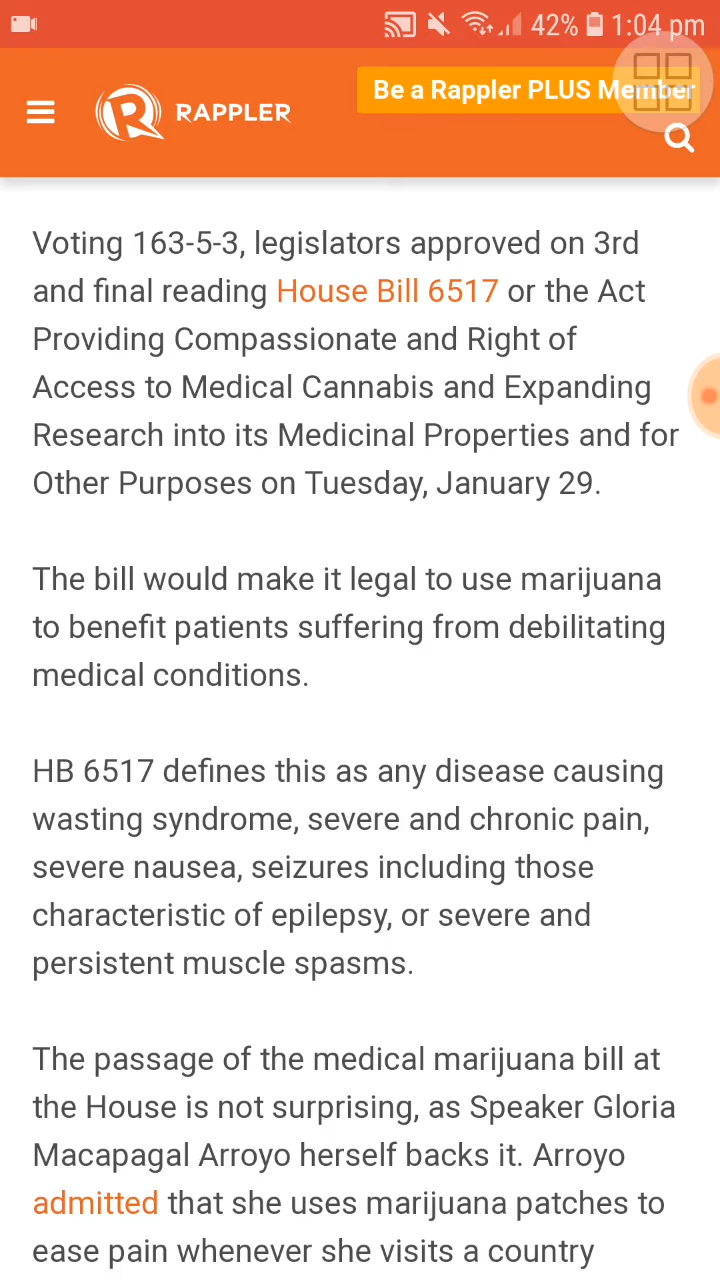 42% 1:04 pm
RAPPLER
Be a Rappler PLUS Member
Voting 163-5-3, legislators approved on 3rd
and final reading House Bill 6517 or the Act
Providing Compassionate and Right of
Access to Medical Cannabis and Expanding
Research into its Medicinal Properties and for
Other Purposes on Tuesday, January 29.
The bill would make it legal to use marijuana
to benefit patients suffering from debilitating
medical conditions.
HB 6517 defines this as any disease causing
wasting syndrome, severe and chronic pain,
severe nausea, seizures including those
characteristic of epilepsy, or severe and
persistent muscle spasms.
The passage of the medical marijuana bill at
the House is not surprising, as Speaker Gloria
Macapagal Arroyo herself backs it. Arroyo
admitted that she uses marijuana patches to
ease pain whenever she visits a country